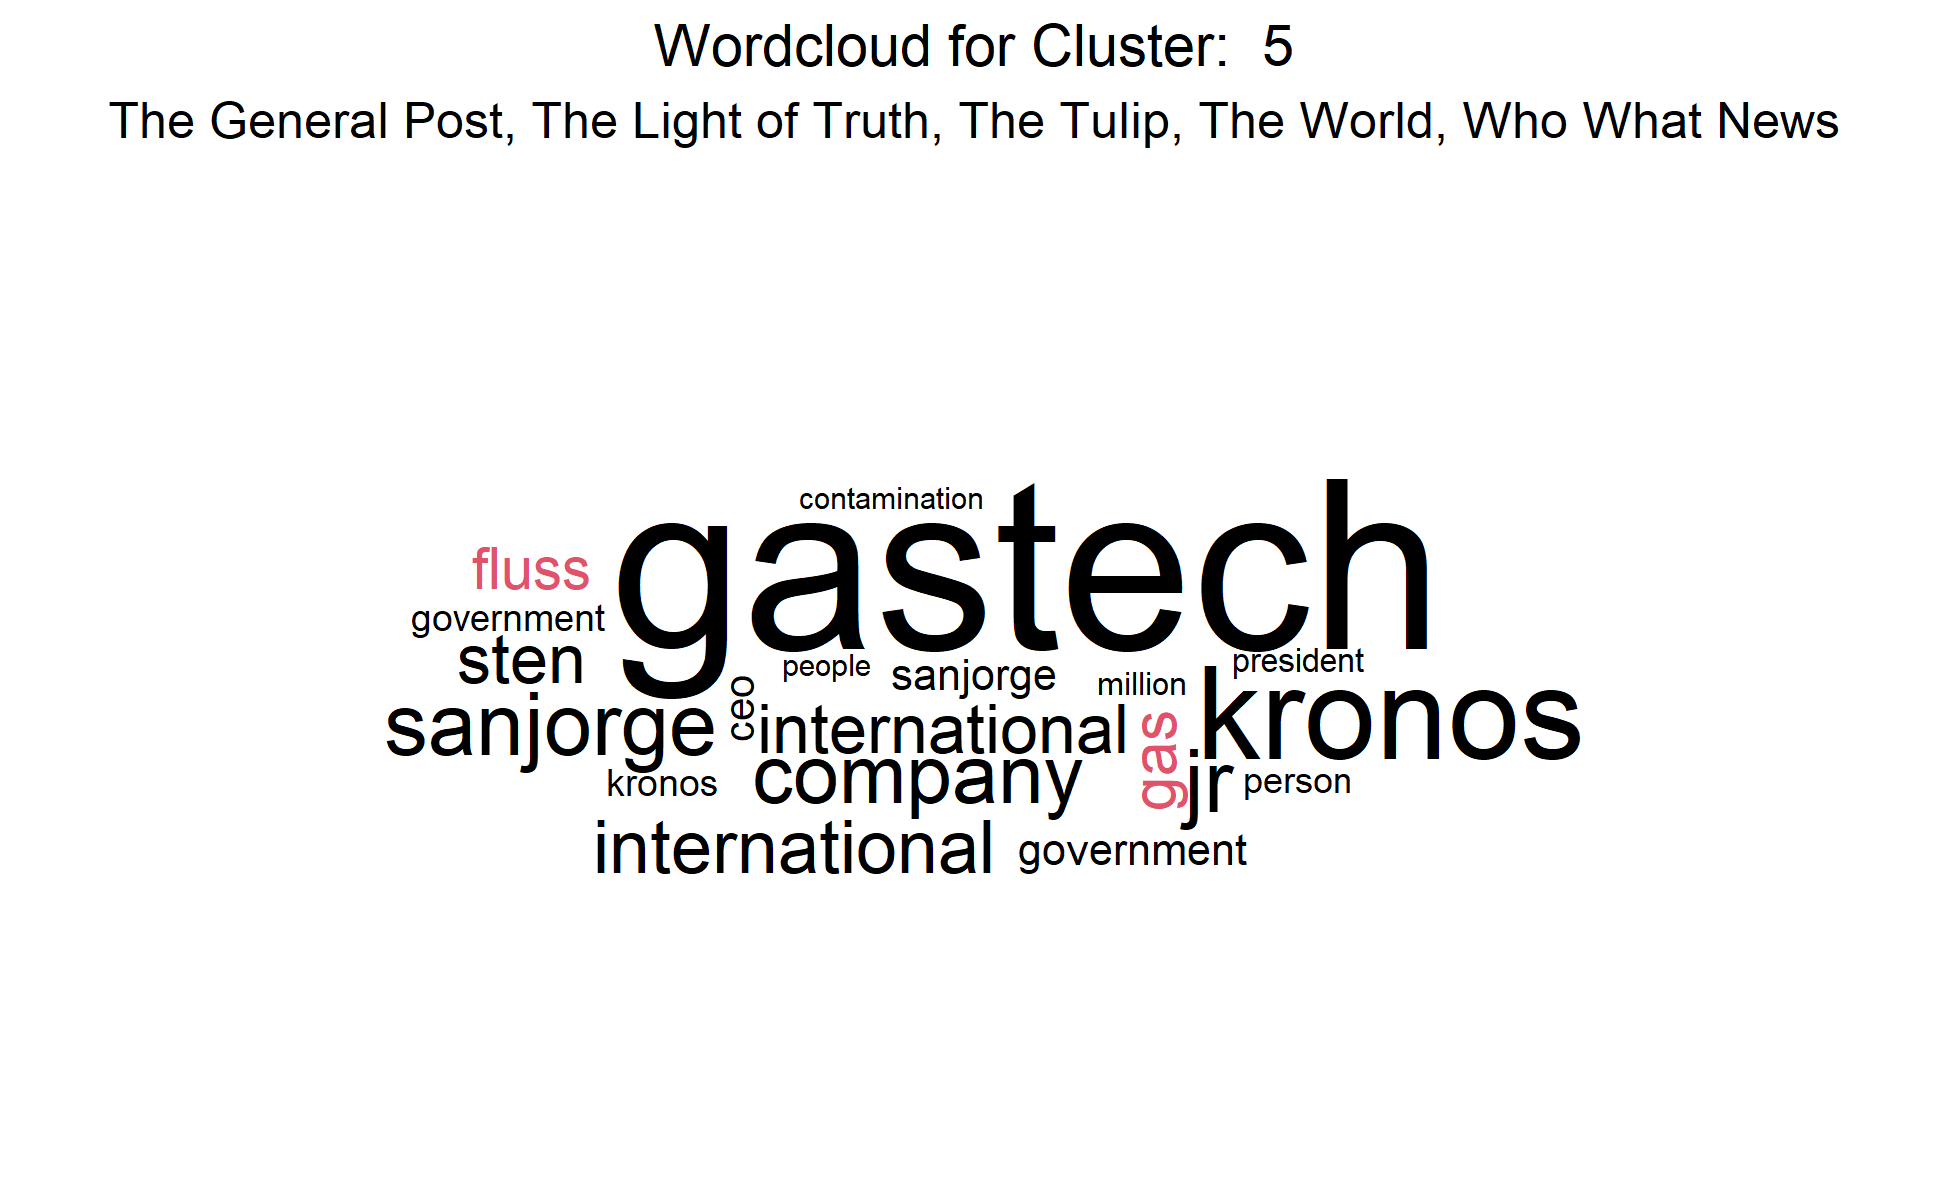 Wordcloud for Cluster:  5
The General Post, The Light of Truth, The Tulip, The World, Who What News
contamination
gastech
fluss
government
sten
people
sanjorge
president
million
ceo
sanjorge
international
gas
kronos
kronos
company
jr
person
international
government